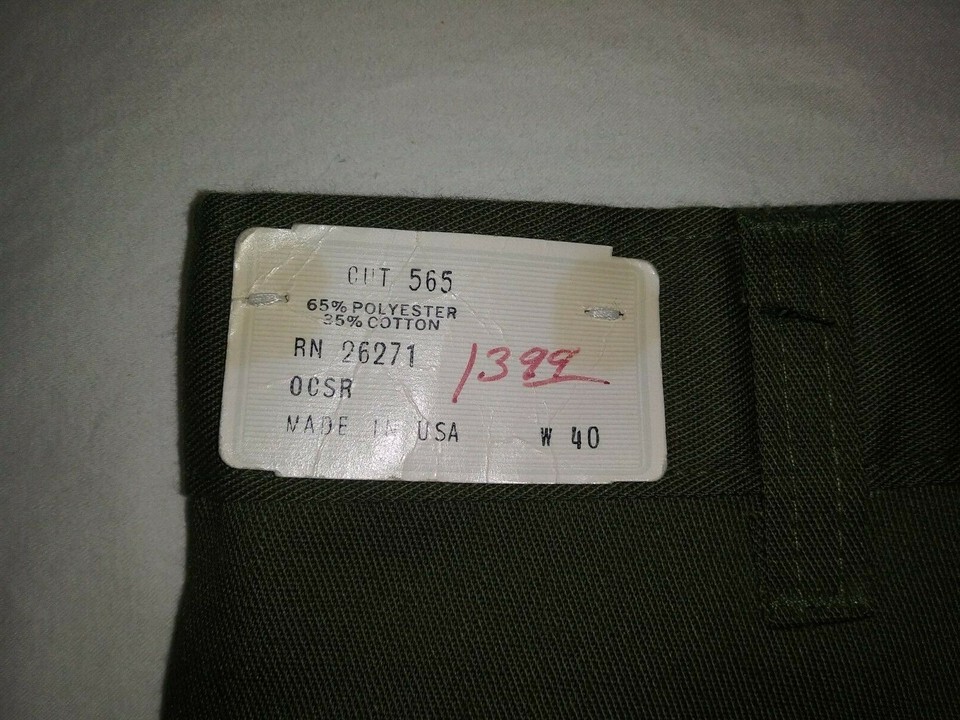 CUT 565
65% POLYESTER
35% COTTON
RN 26271
1399
OCSR
MADE IN USA
W 40